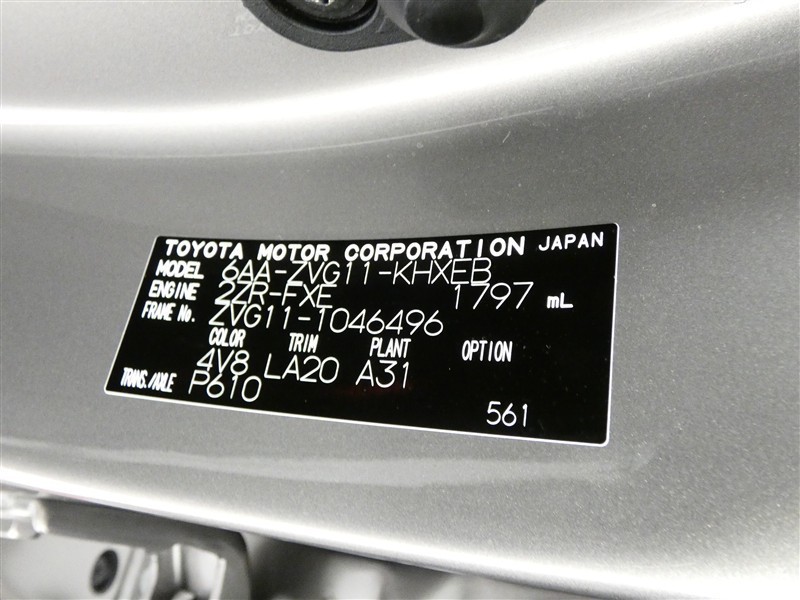 TOYOTA MOTOR CORPORATION JAPAN
MODEL 6AA-ZVG11-KHXEB
ENGINE 2ZR-FXE 1797 mL
FRAME No. ZVG11-1046496
COLOR TRIM PLANT OPTION
4V8 LA20 A31
TRANS./AXLE P610
561